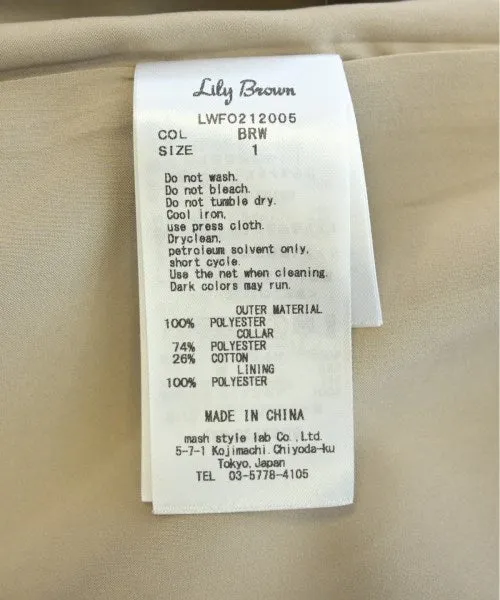 Lily Brown
LWFO212005
COL BRW
SIZE 1
Do not wash.
Do not bleach.
Do not tumble dry.
Cool iron,
use press cloth.
Dryclean,
petroleum solvent only,
short cycle.
Use the net when cleaning.
Dark colors may run.
OUTER MATERIAL
100% POLYESTER
COLLAR
74% POLYESTER
26% COTTON
LINING
100% POLYESTER
MADE IN CHINA
mash style lab Co.,Ltd.
5-7-1 Kojimachi.Chiyoda-ku
Tokyo,Japan
TEL 03-5778-4105